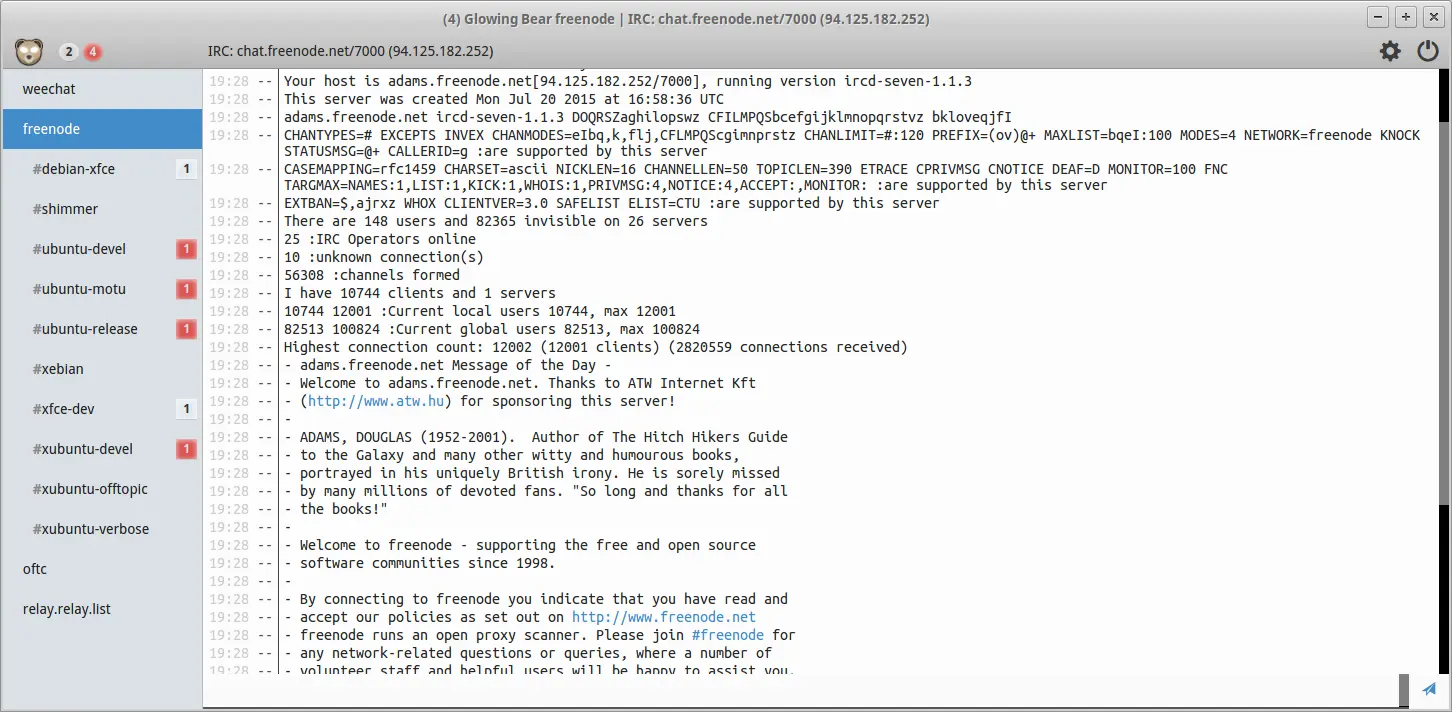 (4) Glowing Bear freenode | IRC: chat.freenode.net/7000 (94.125.182.252)
2 4 IRC: chat.freenode.net/7000 (94.125.182.252)
weechat
freenode
#debian-xfce 1
#shimmer
#ubuntu-devel 1
#ubuntu-motu 1
#ubuntu-release 1
#xebian
#xfce-dev 1
#xubuntu-devel 1
#xubuntu-offtopic
#xubuntu-verbose
oftc
relay.relay.list
19:28 -- Your host is adams.freenode.net[94.125.182.252/7000], running version ircd-seven-1.1.3
19:28 -- This server was created Mon Jul 20 2015 at 16:58:36 UTC
19:28 -- adams.freenode.net ircd-seven-1.1.3 DOQRSZaghilopswz CFILMPQSbcefgijklmnopqrstvz bkloveqjfI
19:28 -- CHANTYPES=# EXCEPTS INVEX CHANMODES=eIbq,k,flj,CFLMPQScgimnprstz CHANLIMIT=#:120 PREFIX=(ov)@+ MAXLIST=bqeI:100 MODES=4 NETWORK=freenode KNOCK
STATUSMSG=@+ CALLERID=g :are supported by this server
19:28 -- CASEMAPPING=rfc1459 CHARSET=ascii NICKLEN=16 CHANNELLEN=50 TOPICLEN=390 ETRACE CPRIVMSG CNOTICE DEAF=D MONITOR=100 FNC
TARGMAX=NAMES:1,LIST:1,KICK:1,WHOIS:1,PRIVMSG:4,NOTICE:4,ACCEPT:,MONITOR: :are supported by this server
19:28 -- EXTBAN=$,ajrxz WHOX CLIENTVER=3.0 SAFELIST ELIST=CTU :are supported by this server
19:28 -- There are 148 users and 82365 invisible on 26 servers
19:28 -- 25 :IRC Operators online
19:28 -- 10 :unknown connection(s)
19:28 -- 56308 :channels formed
19:28 -- I have 10744 clients and 1 servers
19:28 -- 10744 12001 :Current local users 10744, max 12001
19:28 -- 82513 100824 :Current global users 82513, max 100824
19:28 -- Highest connection count: 12002 (12001 clients) (2820559 connections received)
19:28 -- - adams.freenode.net Message of the Day -
19:28 -- - Welcome to adams.freenode.net. Thanks to ATW Internet Kft
19:28 -- - (http://www.atw.hu) for sponsoring this server!
19:28 -- -
19:28 -- - ADAMS, DOUGLAS (1952-2001).  Author of The Hitch Hikers Guide
19:28 -- - to the Galaxy and many other witty and humourous books,
19:28 -- - portrayed in his uniquely British irony. He is sorely missed
19:28 -- - by many millions of devoted fans. "So long and thanks for all
19:28 -- - the books!"
19:28 -- -
19:28 -- - Welcome to freenode - supporting the free and open source
19:28 -- - software communities since 1998.
19:28 -- -
19:28 -- - By connecting to freenode you indicate that you have read and
19:28 -- - accept our policies as set out on http://www.freenode.net
19:28 -- - freenode runs an open proxy scanner. Please join #freenode for
19:28 -- - any network-related questions or queries, where a number of
19:28 -- - volunteer staff and helpful users will be happy to assist you.